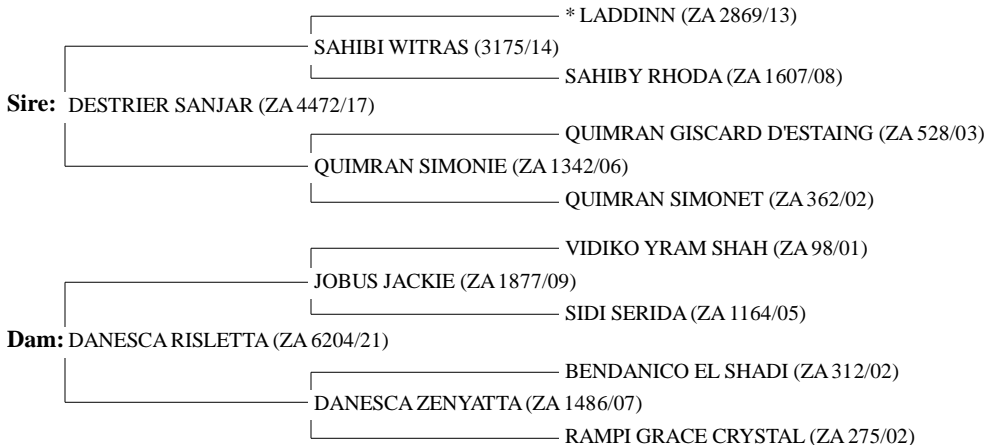 * LADDINN (ZA 2869/13)
SAHIBI WITRAS (3175/14)
SAHIBY RHODA (ZA 1607/08)
Sire: DESTRIER SANJAR (ZA 4472/17)
QUIMRAN GISCARD D'ESTAING (ZA 528/03)
QUIMRAN SIMONIE (ZA 1342/06)
QUIMRAN SIMONET (ZA 362/02)
VIDIKO YRAM SHAH (ZA 98/01)
JOBUS JACKIE (ZA 1877/09)
SIDI SERIDA (ZA 1164/05)
Dam: DANESCA RISLETTA (ZA 6204/21)
BENDANICO EL SHADI (ZA 312/02)
DANESCA ZENYATTA (ZA 1486/07)
RAMPI GRACE CRYSTAL (ZA 275/02)